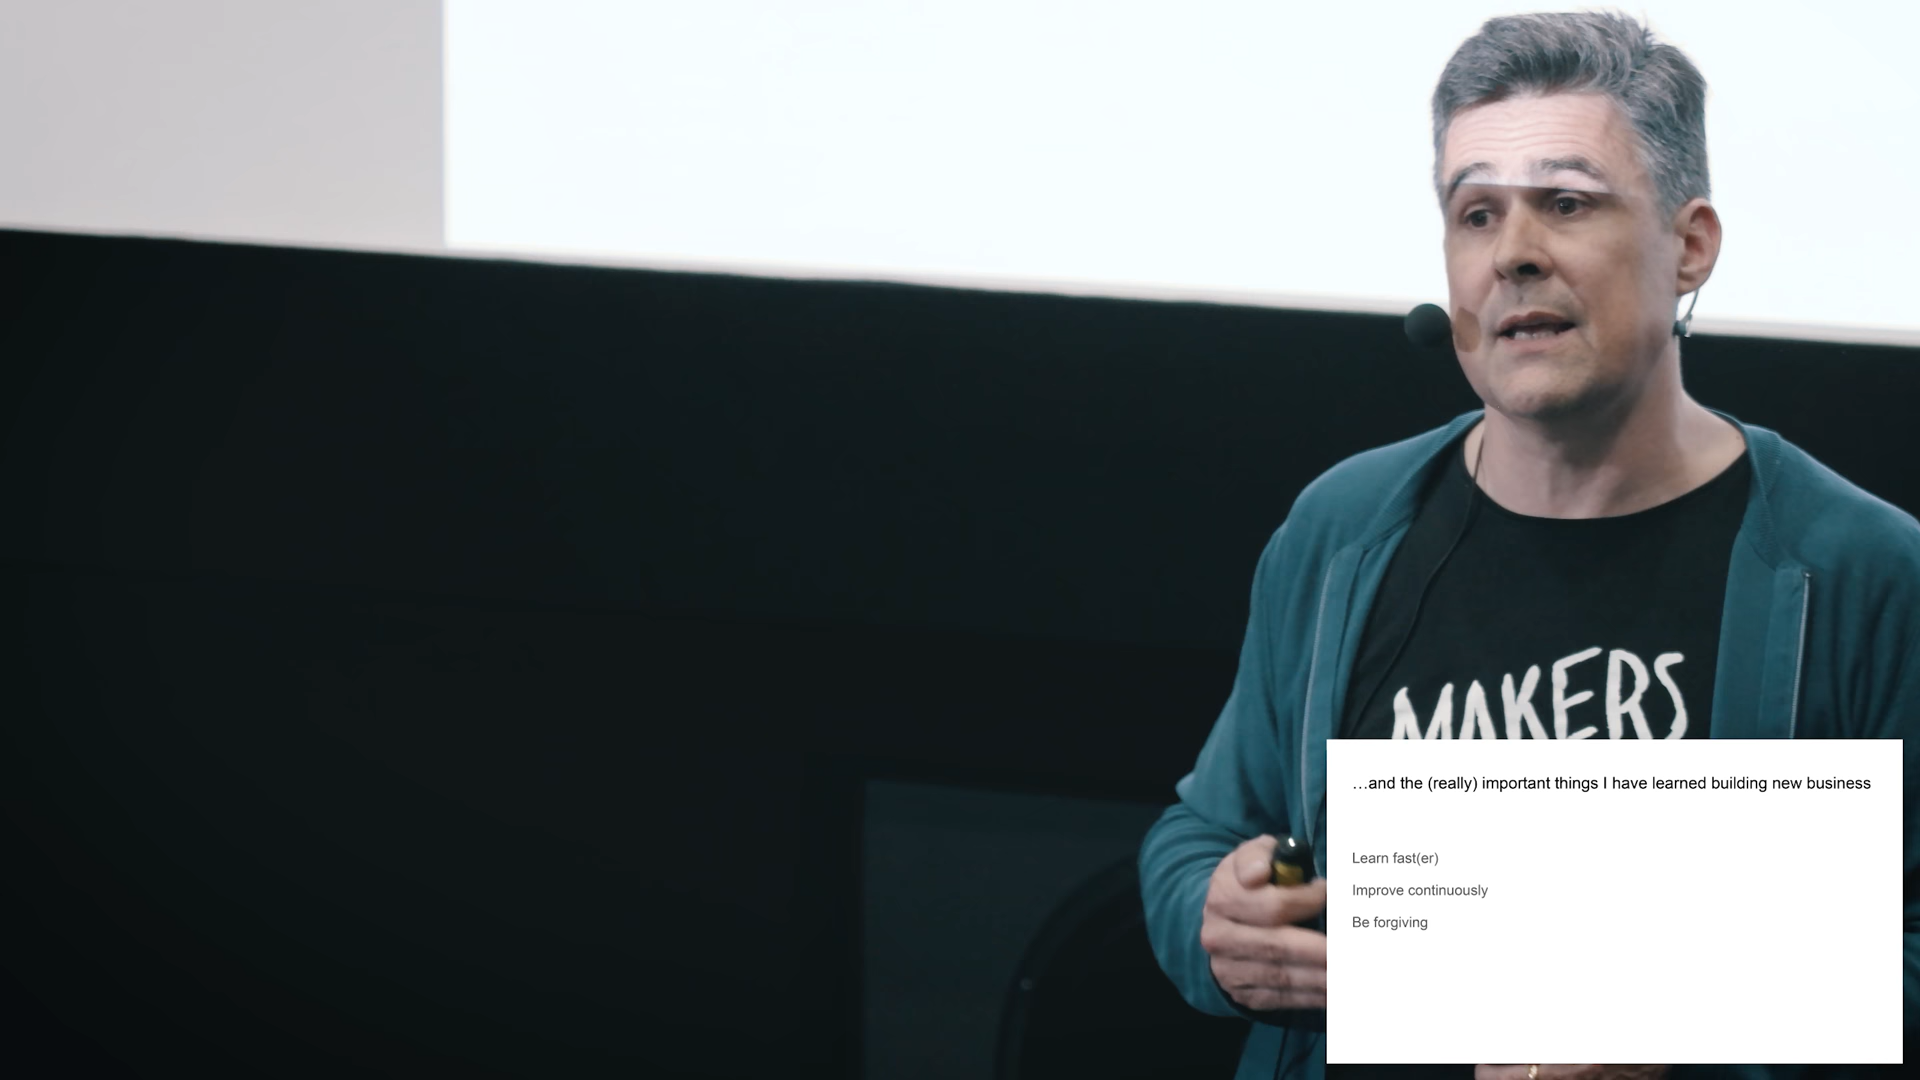 MAKERS
…and the (really) important things I have learned building new business
Learn fast(er)
Improve continuously
Be forgiving